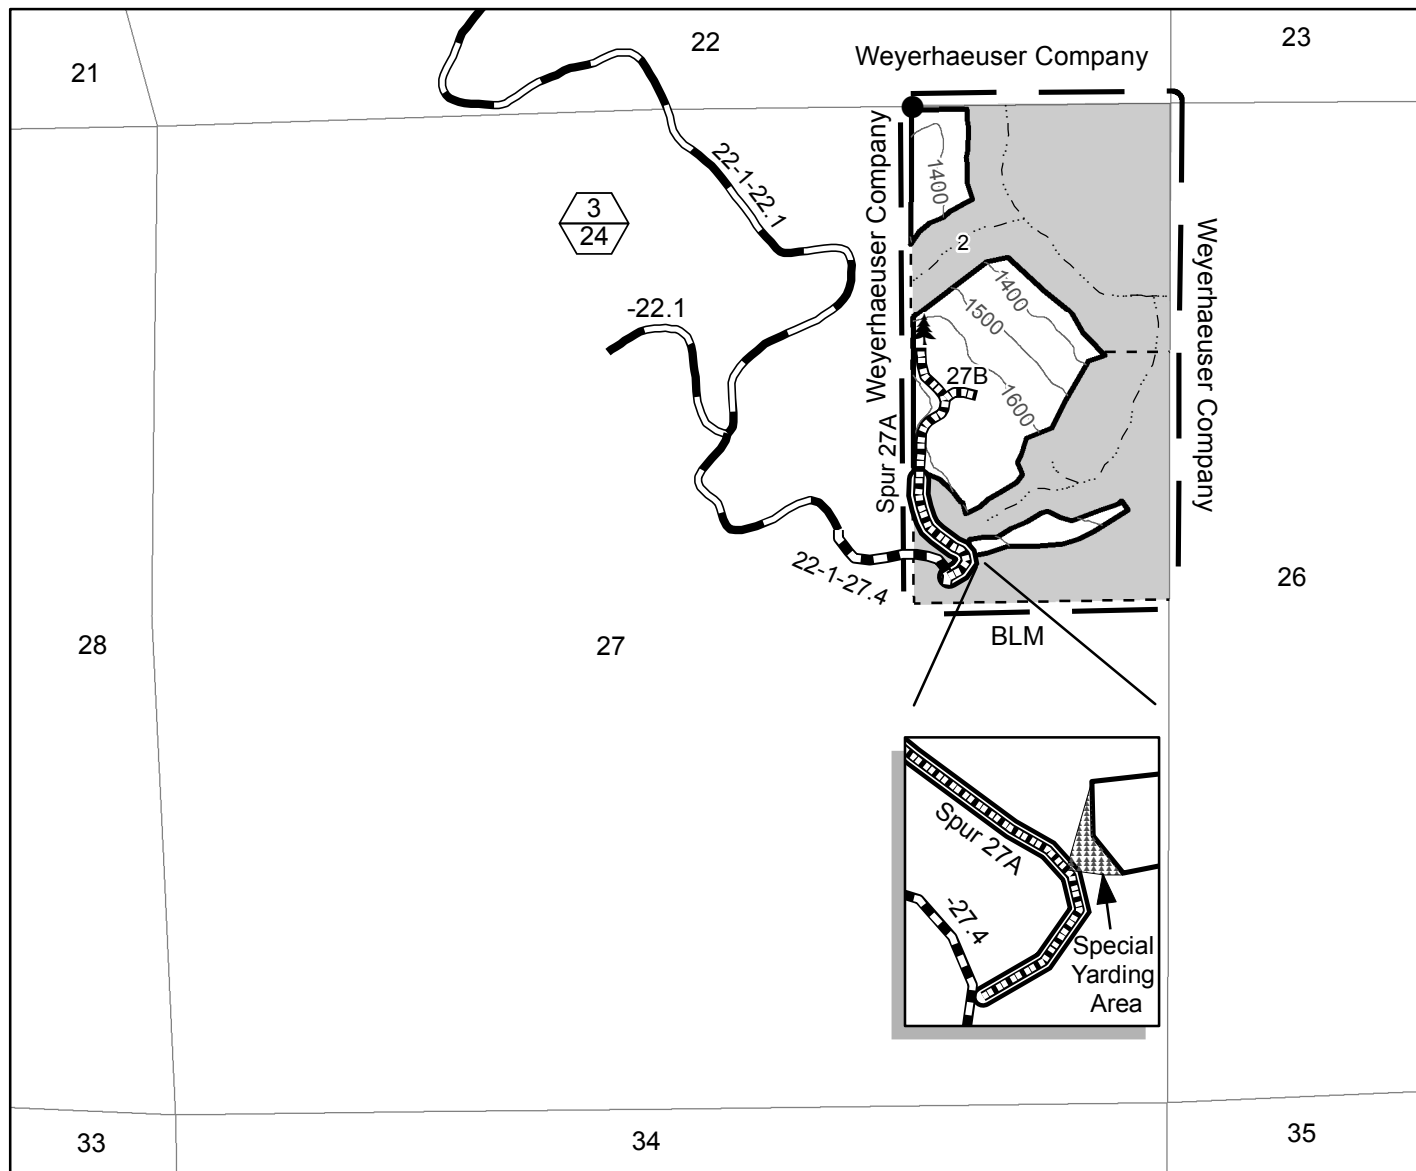 22
23
21
Weyerhaeuser Company
22-1-22.1
Weyerhaeuser Company
1400
3
24
2
Weyerhaeuser Company
-22.1
1400
1500
1600
27B
Spur 27A
22-1-27.4
26
BLM
28
27
Spur 27A
-27.4
Special
Yarding
Area
33
34
35